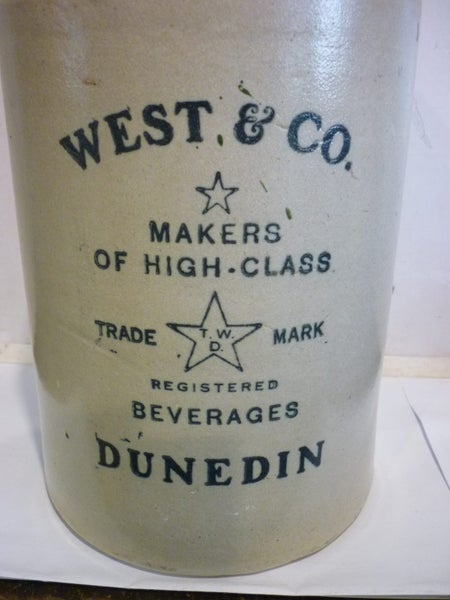 WEST & CO.
MAKERS
OF HIGH-CLASS
TRADE T.W. MARK
D.
REGISTERED
BEVERAGES
DUNEDIN